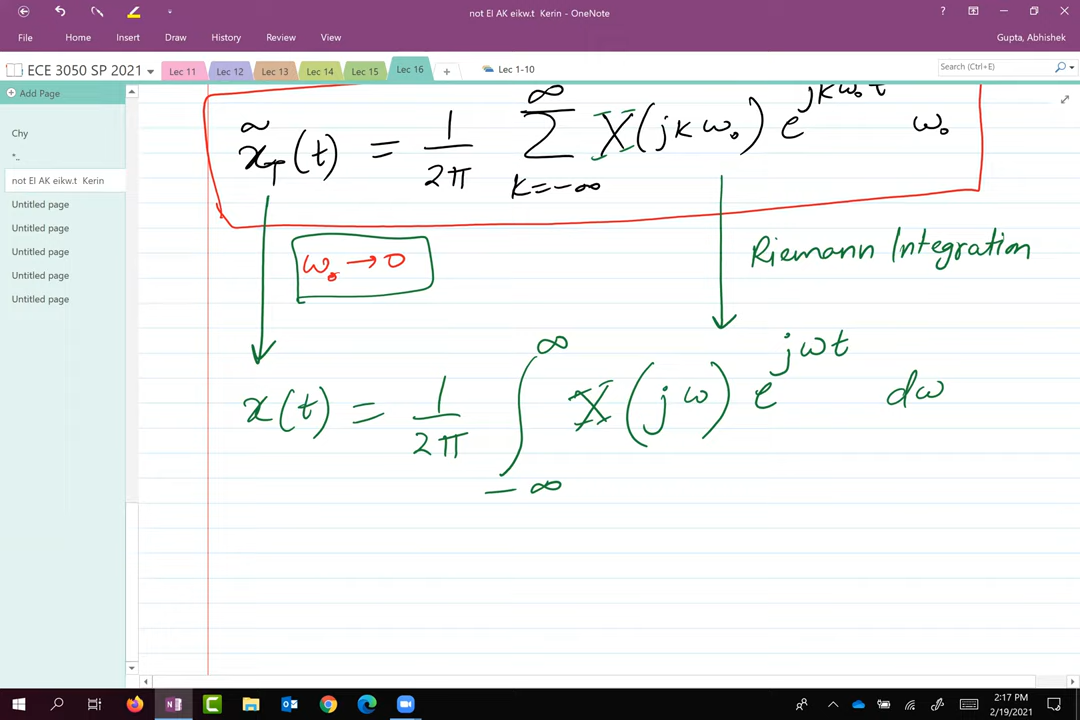 not EI AK eikw.t Kerin - OneNote
?
File Home Insert Draw History Review View
Gupta, Abhishek
ECE 3050 SP 2021
Lec 11 Lec 12 Lec 13 Lec 14 Lec 15 Lec 16 +
Lec 1-10
Search (Ctrl+E)
Add Page
Chy
*_
not EI AK eikw.t Kerin
Untitled page
Untitled page
Untitled page
Untitled page
Untitled page
x̃_T(t) = 1/2π ∑_{k=-∞}^{∞} X(jkω₀) e^{jkω₀t} ω₀
ω₀ → 0
Riemann Integration
x(t) = 1/2π ∫_{-∞}^{∞} X(jω) e^{jωt} dω
2:17 PM
2/19/2021